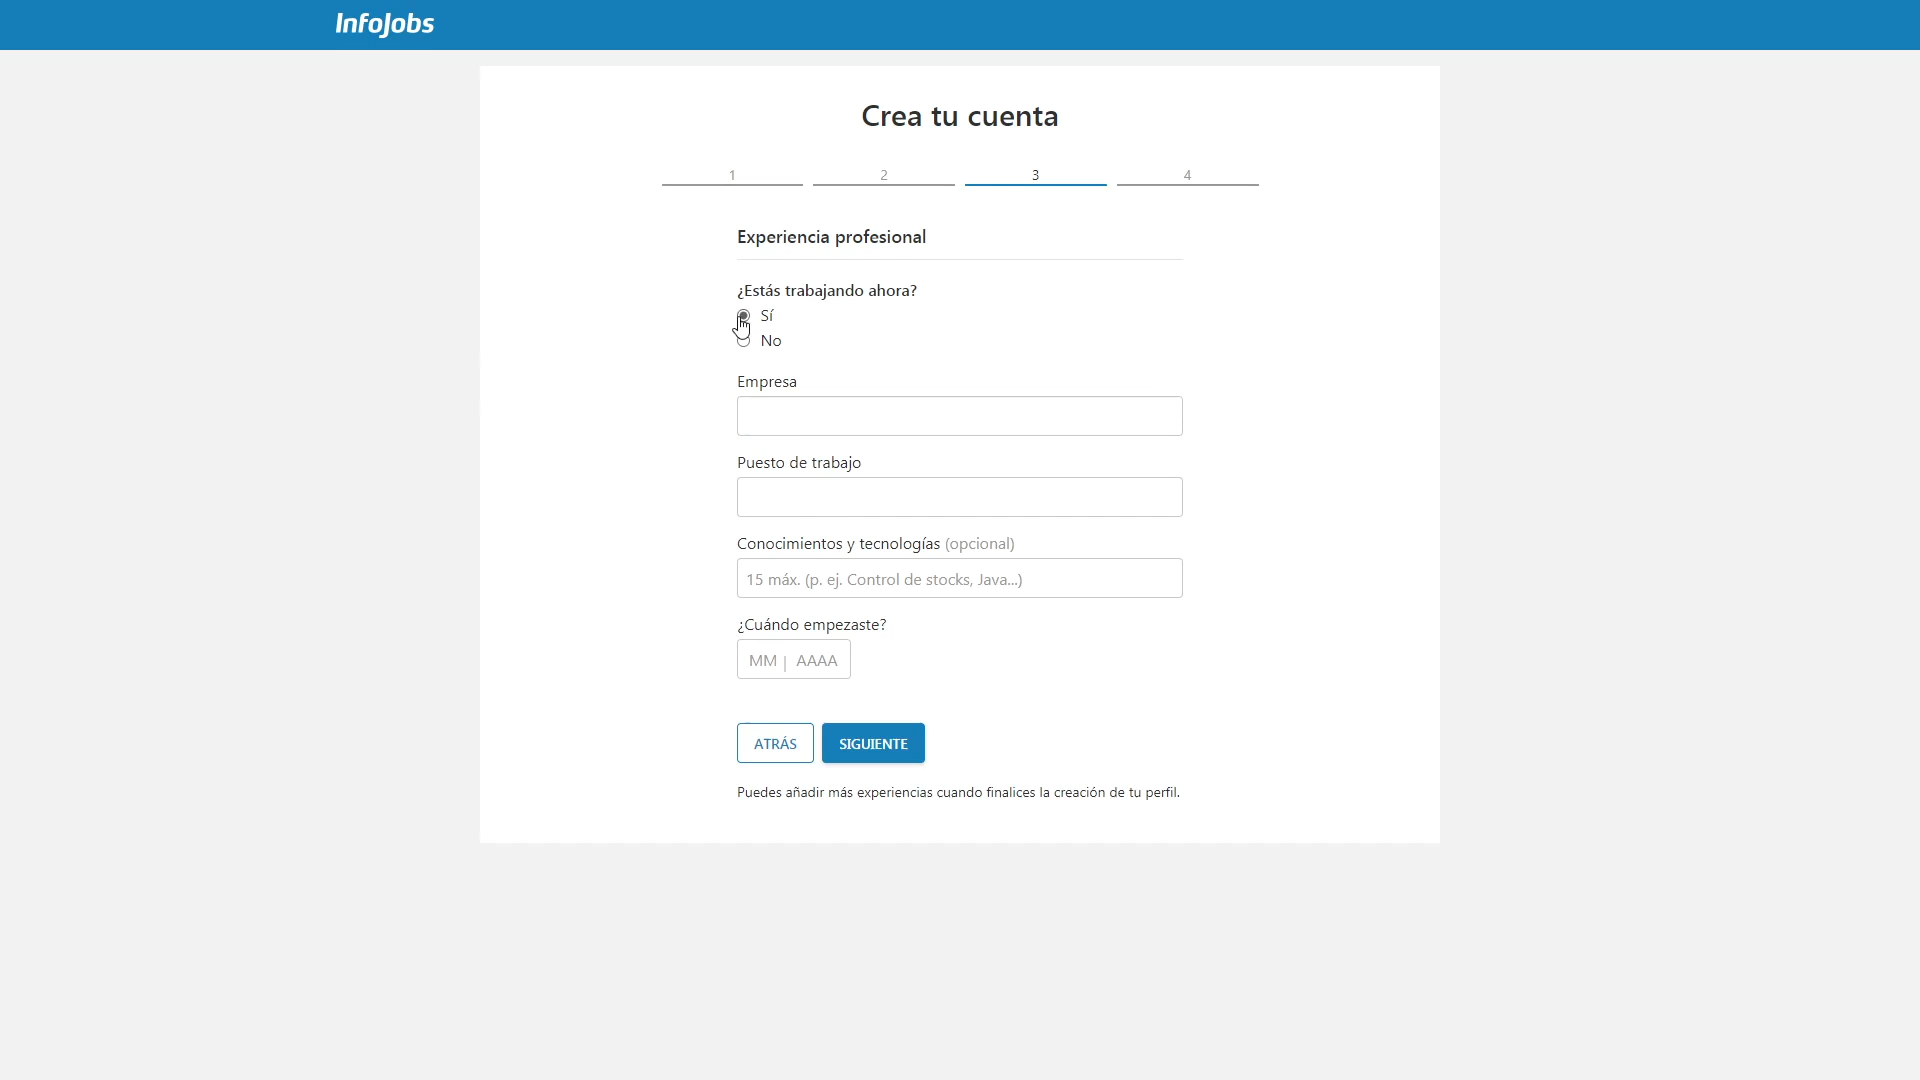 InfoJobs
Crea tu cuenta
1 2 3 4
Experiencia profesional
¿Estás trabajando ahora?
Sí
No
Empresa
Puesto de trabajo
Conocimientos y tecnologías (opcional)
15 máx. (p. ej. Control de stocks, Java...)
¿Cuándo empezaste?
MM | AAAA
ATRÁS SIGUIENTE
Puedes añadir más experiencias cuando finalices la creación de tu perfil.